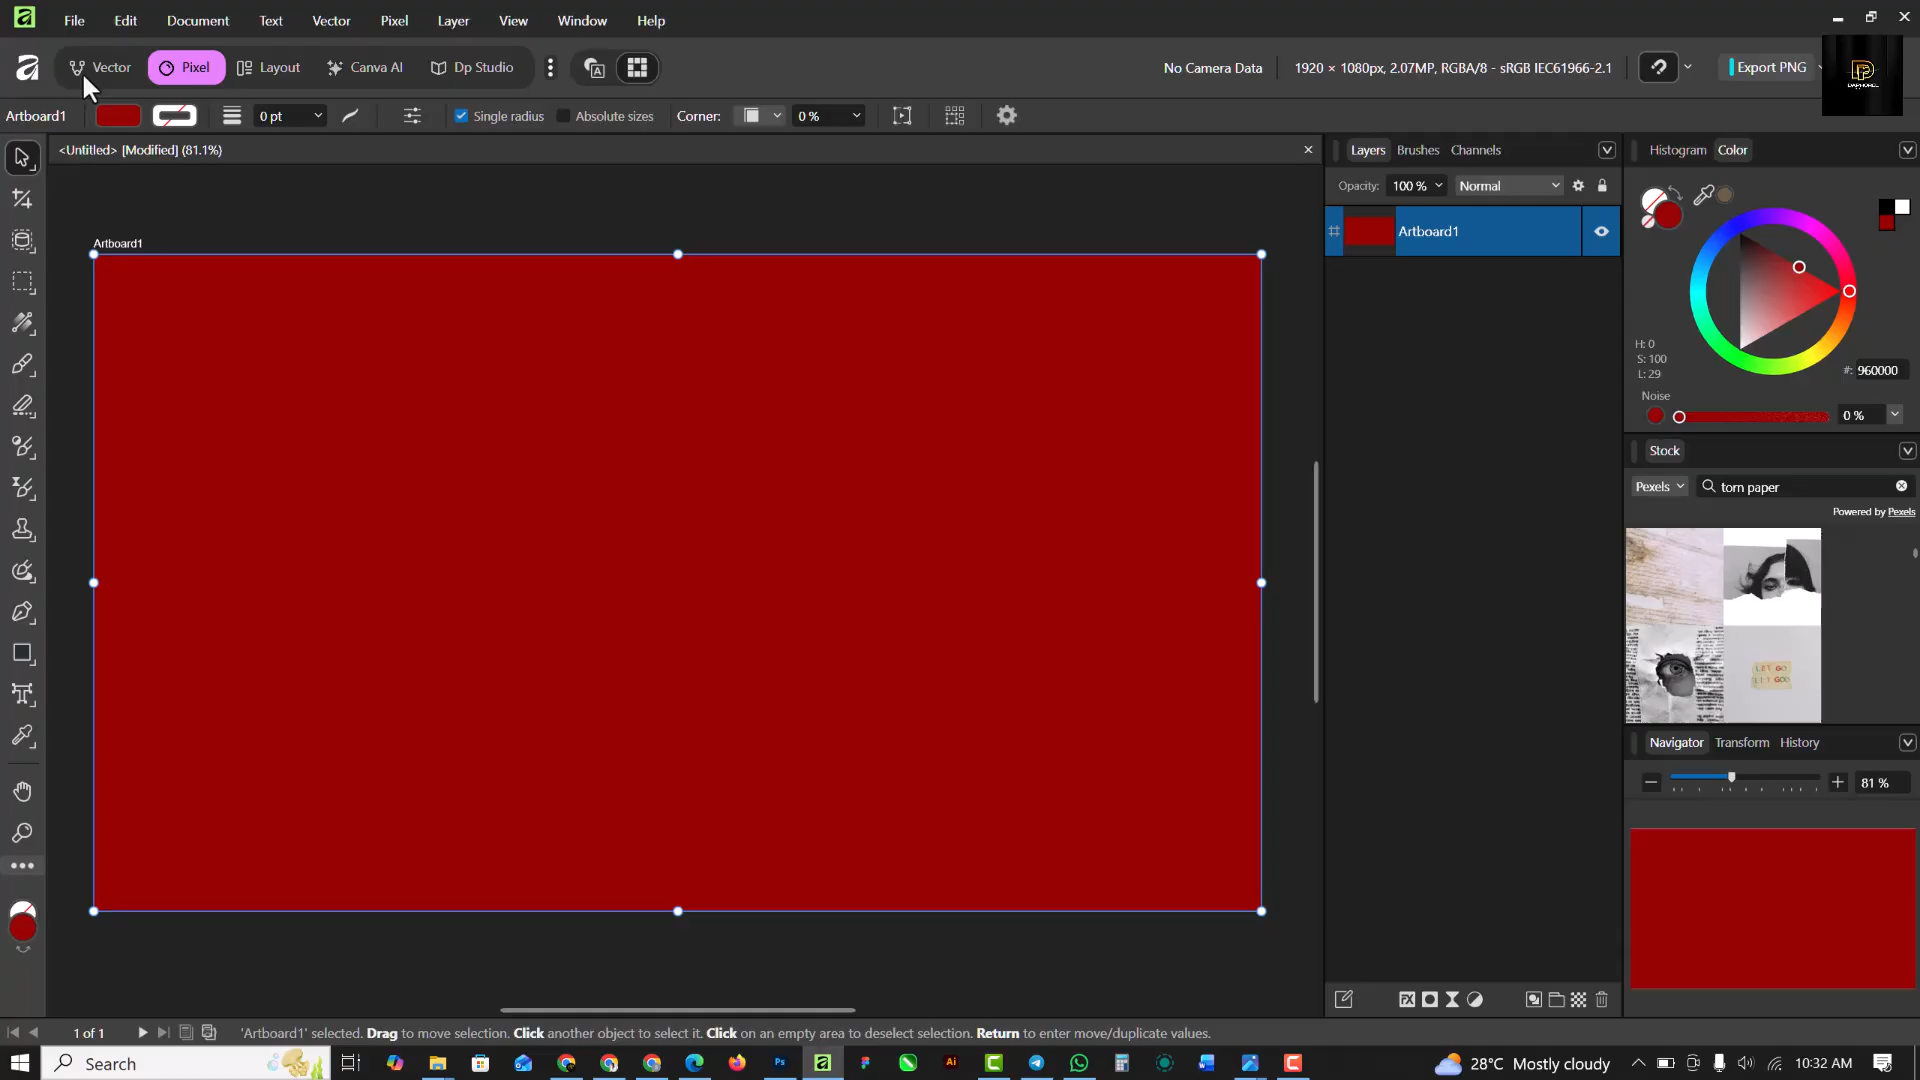 File Edit Document Text Vector Pixel Layer View Window Help
Vector Pixel Layout Canva AI Dp Studio No Camera Data 1920 × 1080px, 2.07MP, RGBA/8 - sRGB IEC61966-2.1 Export PNG
Artboard1 0 pt Single radius Absolute sizes Corner: 0 %
<Untitled> [Modified] (81.1%)
Layers Brushes Channels
Histogram Color
Opacity: 100 % Normal
Artboard1
Artboard1
H: 0
S: 100
L: 29
#: 960000
Noise
0 %
Stock
Pexels torn paper
Powered by Pexels
LET GO
LET GOD
Navigator Transform History
81 %
1 of 1 'Artboard1' selected. Drag to move selection. Click another object to select it. Click on an empty area to deselect selection. Return to enter move/duplicate values.
Search 28°C Mostly cloudy 10:32 AM